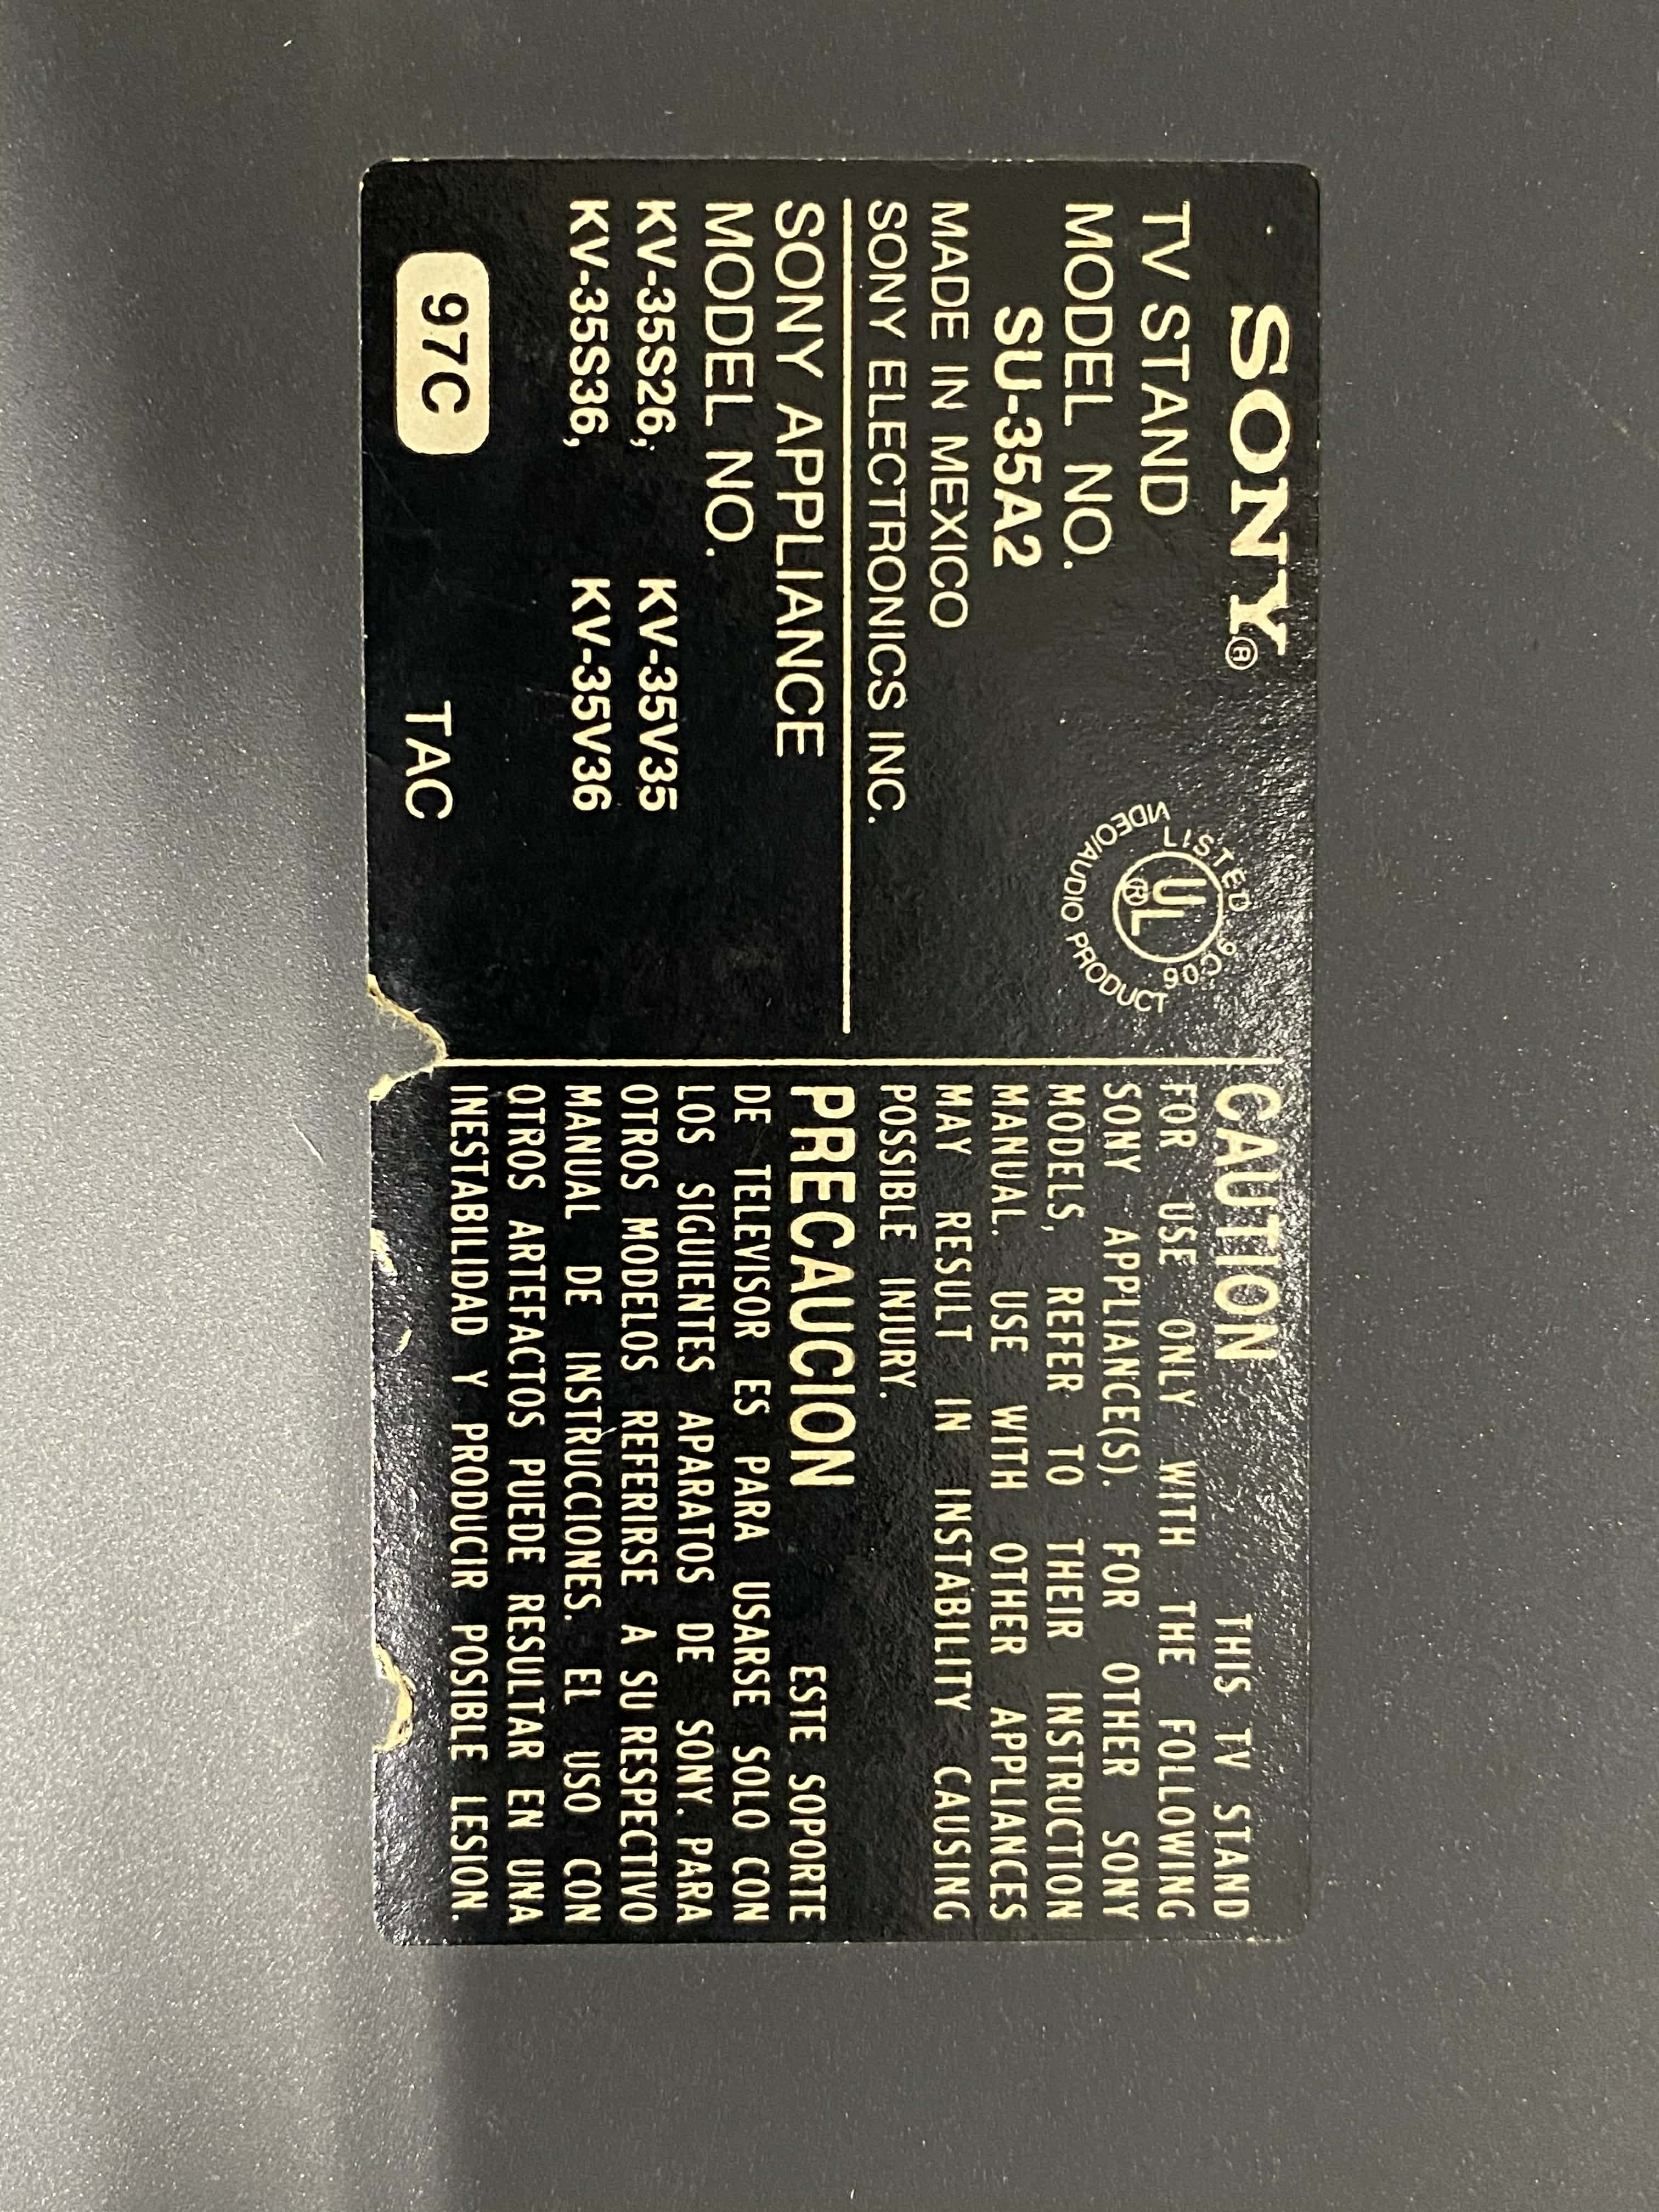 SONY®
TV STAND
MODEL NO.
SU-35A2
MADE IN MEXICO
SONY ELECTRONICS INC.
LISTED 9C06
UL®
VIDEO/AUDIO PRODUCT
SONY APPLIANCE
MODEL NO.
KV-35S26, KV-35V35
KV-35S36, KV-35V36
97C TAC
CAUTION THIS TV STAND
FOR USE ONLY WITH THE FOLLOWING
SONY APPLIANCE(S). FOR OTHER SONY
MODELS, REFER TO THEIR INSTRUCTION
MANUAL. USE WITH OTHER APPLIANCES
MAY RESULT IN INSTABILITY CAUSING
POSSIBLE INJURY.
PRECAUCION ESTE SOPORTE
DE TELEVISOR ES PARA USARSE SOLO CON
LOS SIGUIENTES APARATOS DE SONY. PARA
OTROS MODELOS REFERIRSE A SU RESPECTIVO
MANUAL DE INSTRUCCIONES. EL USO CON
OTROS ARTEFACTOS PUEDE RESULTAR EN UNA
INESTABILIDAD Y PRODUCIR POSIBLE LESION.